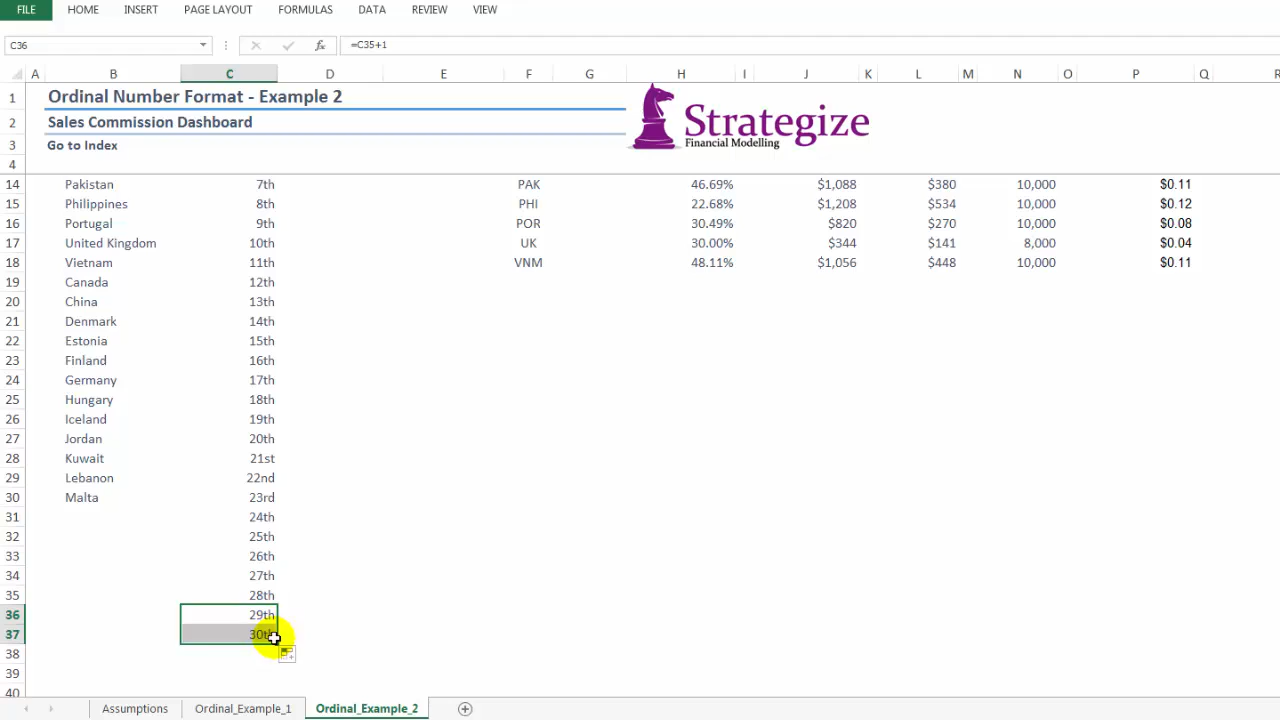 FILE HOME INSERT PAGE LAYOUT FORMULAS DATA REVIEW VIEW
C36 fx =C35+1
A B C D E F G H I J K L M N O P Q R
1 Ordinal Number Format - Example 2
2 Sales Commission Dashboard
3 Go to Index
Strategize
Financial Modelling
4
14 Pakistan 7th PAK 46.69% $1,088 $380 10,000 $0.11
15 Philippines 8th PHI 22.68% $1,208 $534 10,000 $0.12
16 Portugal 9th POR 30.49% $820 $270 10,000 $0.08
17 United Kingdom 10th UK 30.00% $344 $141 8,000 $0.04
18 Vietnam 11th VNM 48.11% $1,056 $448 10,000 $0.11
19 Canada 12th
20 China 13th
21 Denmark 14th
22 Estonia 15th
23 Finland 16th
24 Germany 17th
25 Hungary 18th
26 Iceland 19th
27 Jordan 20th
28 Kuwait 21st
29 Lebanon 22nd
30 Malta 23rd
31 24th
32 25th
33 26th
34 27th
35 28th
36 29th
37 30th
38
39
40
Assumptions Ordinal_Example_1 Ordinal_Example_2